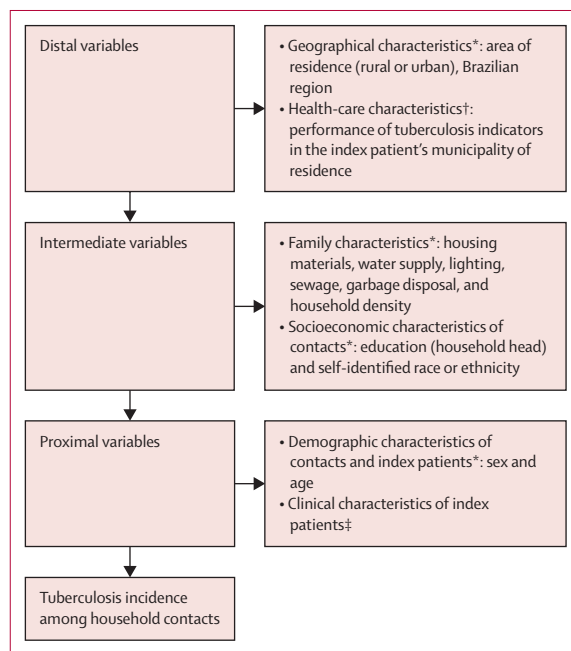 Distal variables
• Geographical characteristics*: area of
residence (rural or urban), Brazilian
region
• Health-care characteristics†:
performance of tuberculosis indicators
in the index patient's municipality of
residence
Intermediate variables
• Family characteristics*: housing
materials, water supply, lighting,
sewage, garbage disposal, and
household density
• Socioeconomic characteristics of
contacts*: education (household head)
and self-identified race or ethnicity
Proximal variables
• Demographic characteristics of
contacts and index patients*: sex and
age
• Clinical characteristics of index
patients‡
Tuberculosis incidence
among household contacts